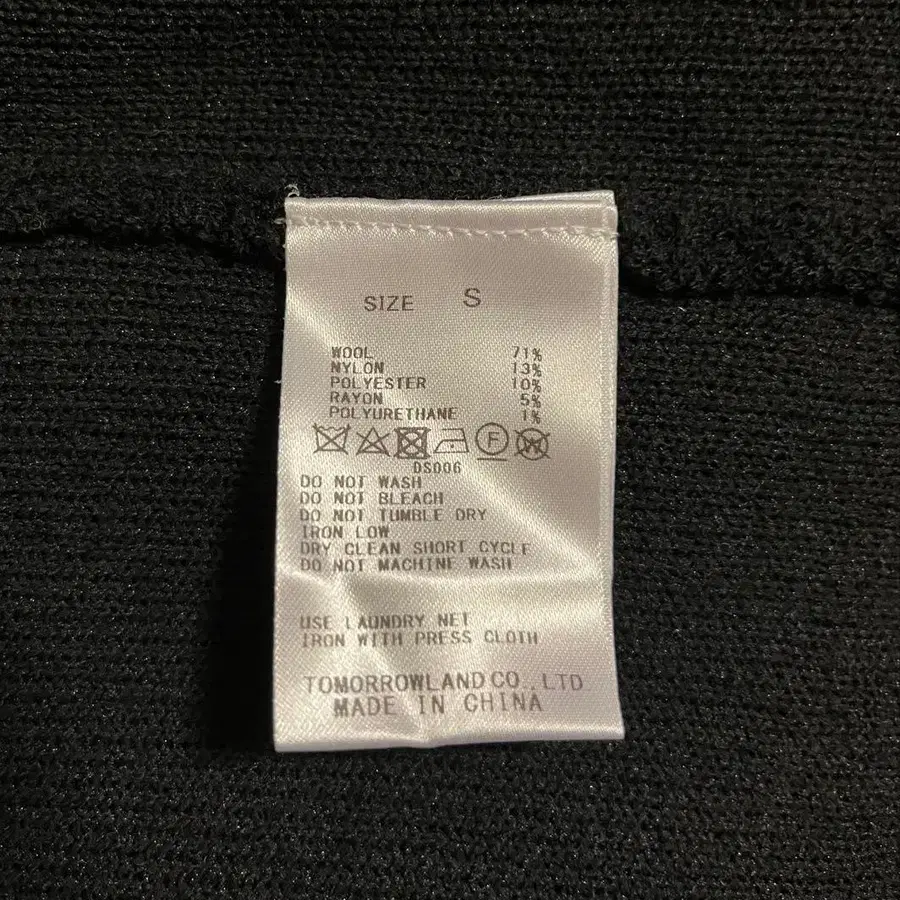 SIZE S
WOOL 71%
NYLON 13%
POLYESTER 10%
RAYON 5%
POLYURETHANE 1%
F W
DS006
DO NOT WASH
DO NOT BLEACH
DO NOT TUMBLE DRY
IRON LOW
DRY CLEAN SHORT CYCLE
DO NOT MACHINE WASH
USE LAUNDRY NET
IRON WITH PRESS CLOTH
TOMORROWLAND CO., LTD
MADE IN CHINA